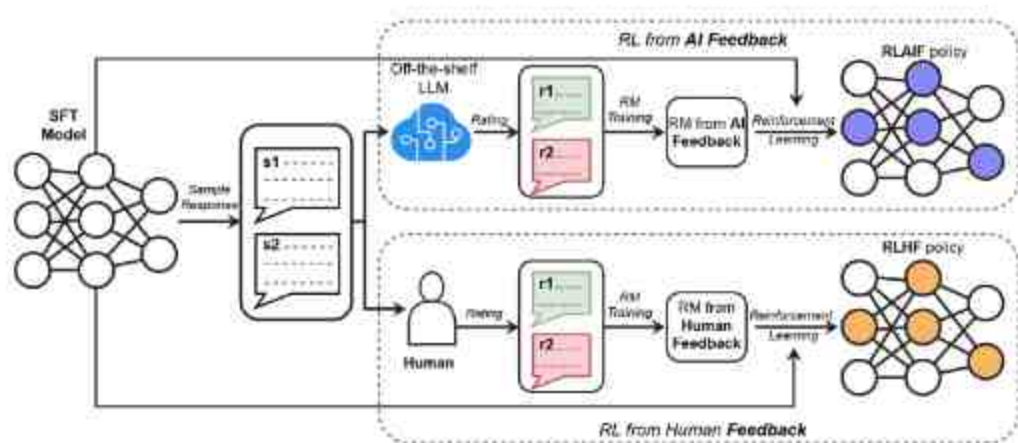 RL from AI Feedback
RLAIF policy
Off-the-shelf
LLM
SFT
Model
Sample
Response
s1
s2
Rating
r1......
r2......
RM
Training
RM from AI
Feedback
Reinforcement
Learning
RLHF policy
Human
Rating
r1......
r2......
RM
Training
RM from
Human
Feedback
Reinforcement
Learning
RL from Human Feedback